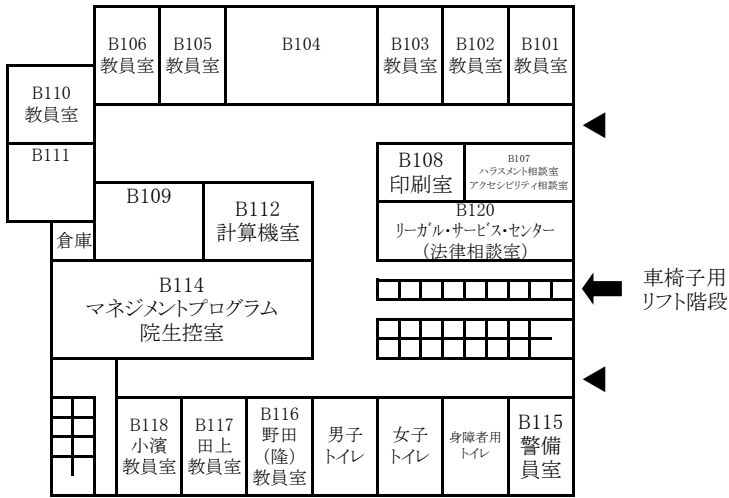 B106
教員室
B105
教員室
B104
B103
教員室
B102
教員室
B101
教員室
B110
教員室
B111
B108
印刷室
B107
ハラスメント相談室
アクセシビリティ相談室
B109
B112
計算機室
B120
リーガル・サービス・センター
(法律相談室)
倉庫
B114
マネジメントプログラム
院生控室
車椅子用
リフト階段
B118
小濱
教員室
B117
田上
教員室
B116
野田
(隆)
教員室
男子
トイレ
女子
トイレ
身障者用
トイレ
B115
警備
員室